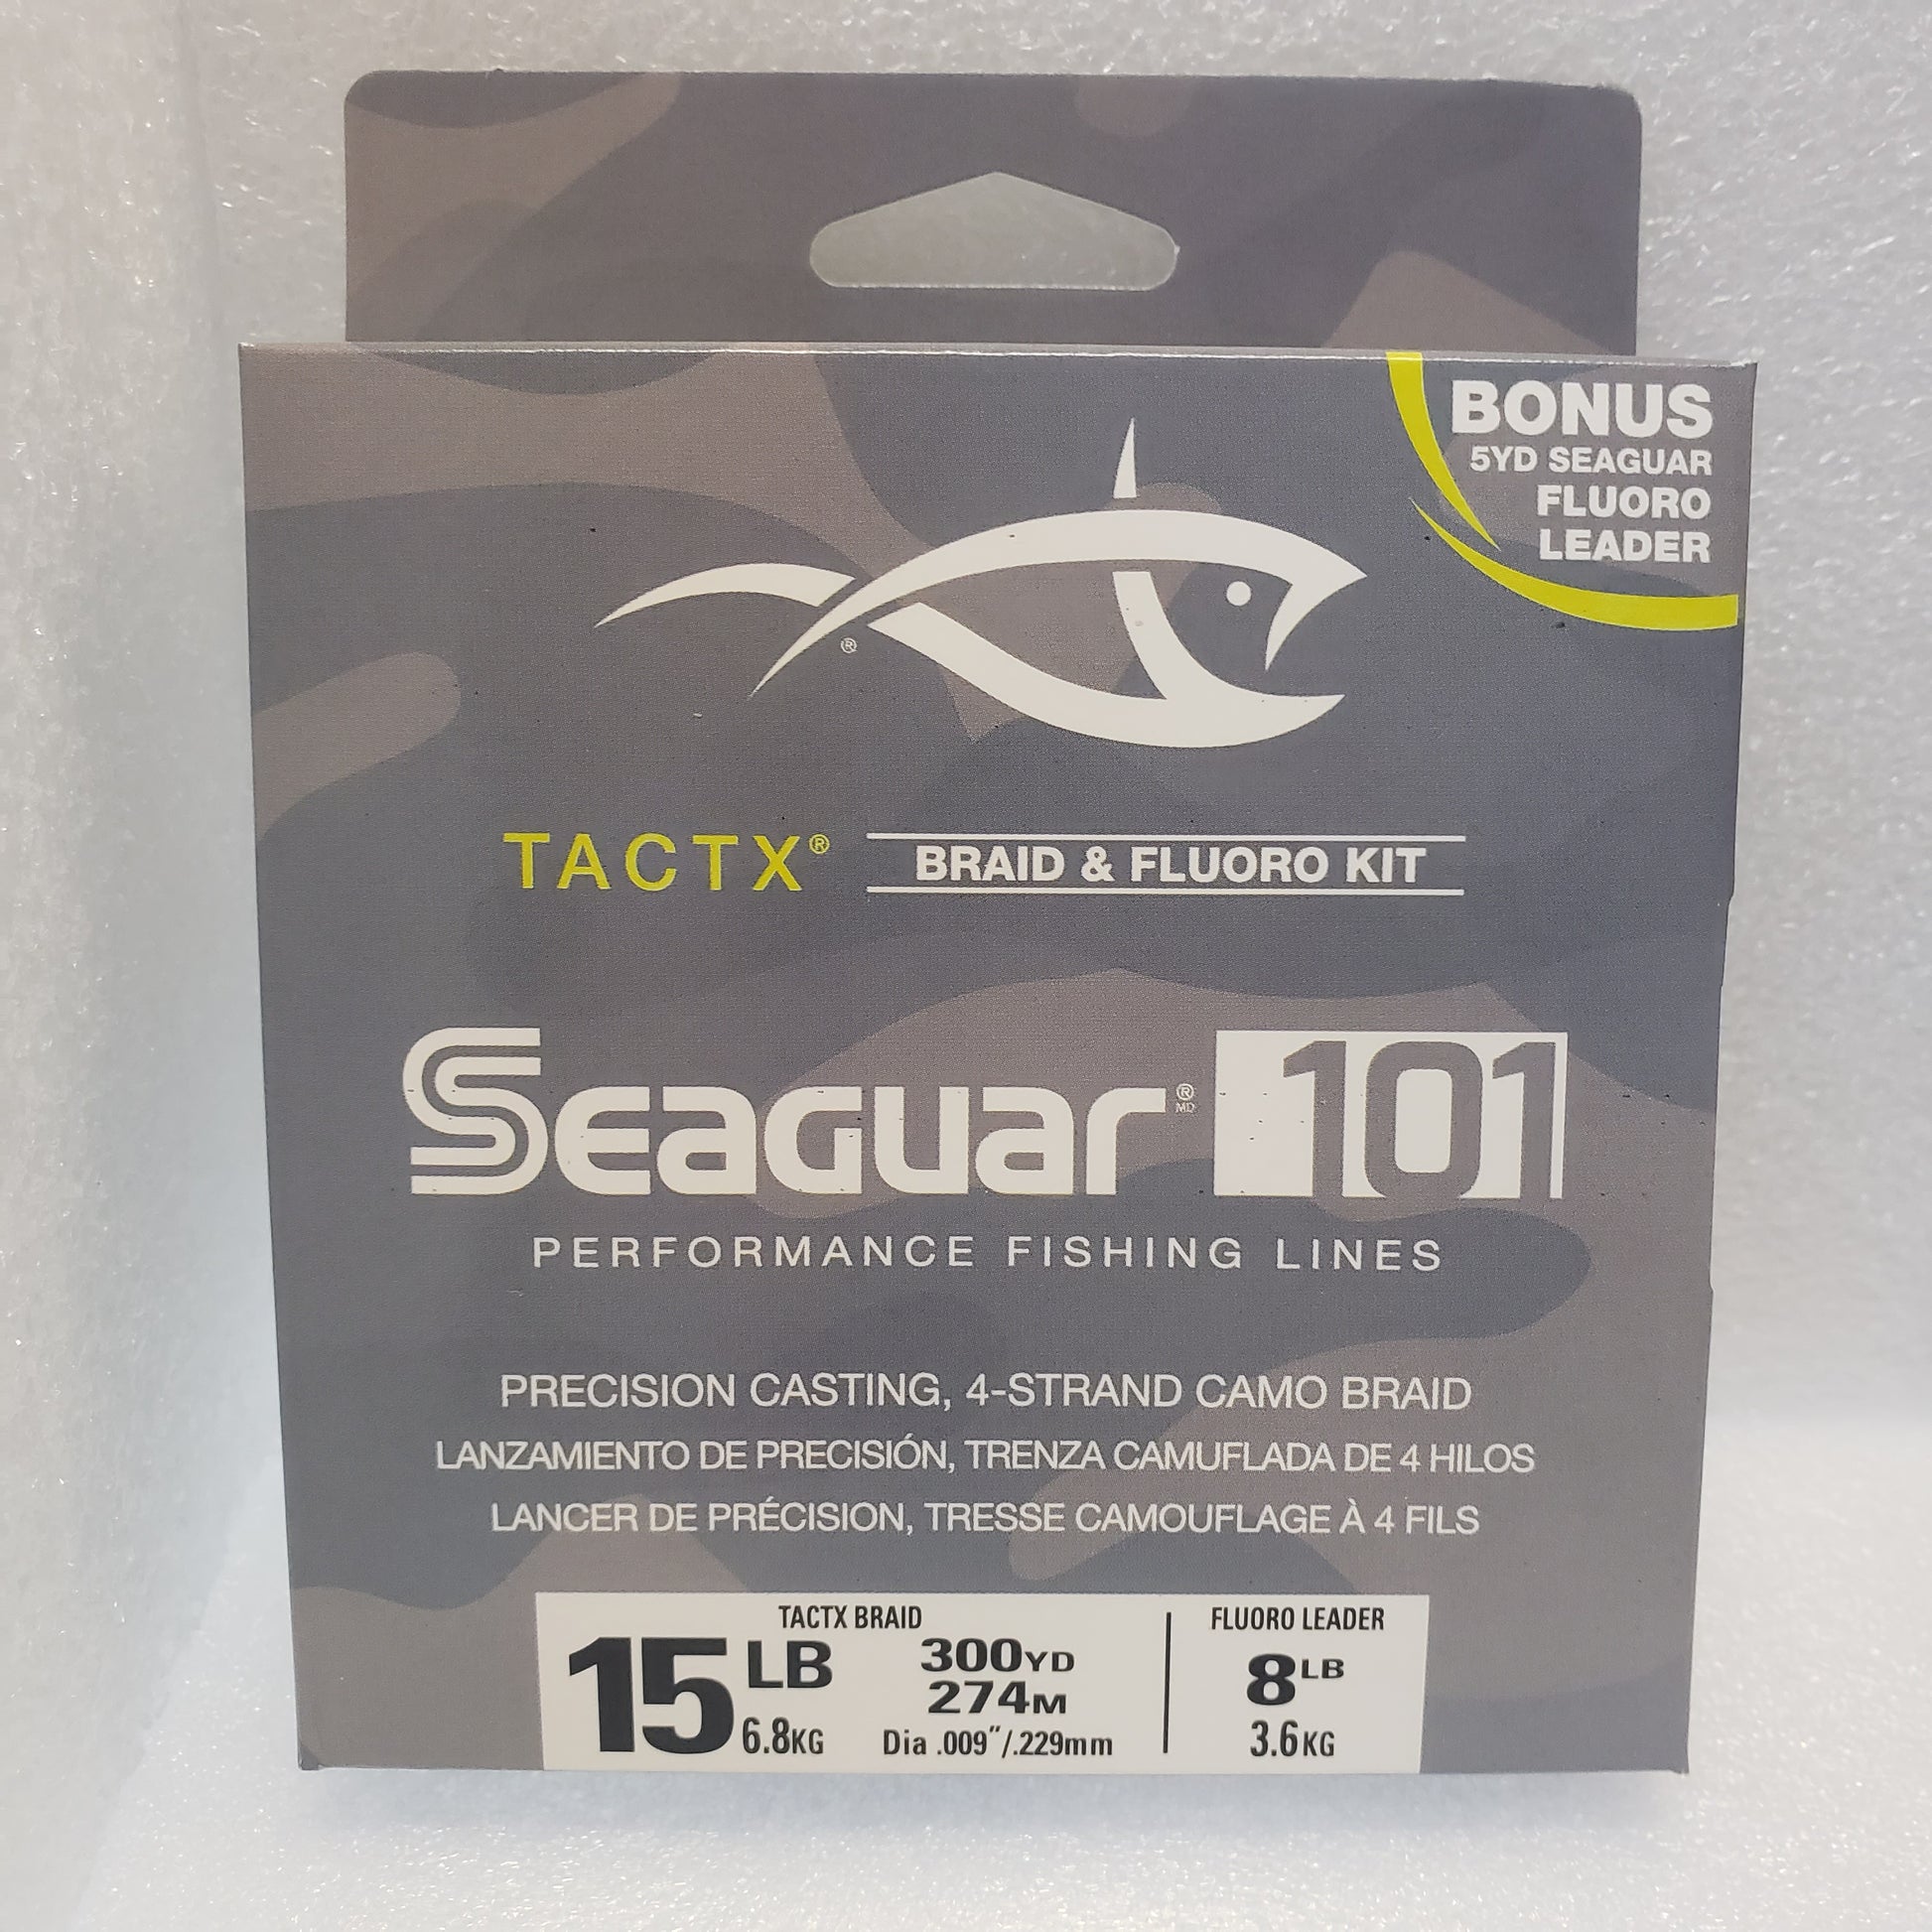 BONUS
5YD SEAGUAR
FLUORO
LEADER
®
TACTX® BRAID & FLUORO KIT
Seaguar ® MD 101
PERFORMANCE FISHING LINES
PRECISION CASTING, 4-STRAND CAMO BRAID
LANZAMIENTO DE PRECISIÓN, TRENZA CAMUFLADA DE 4 HILOS
LANCER DE PRÉCISION, TRESSE CAMOUFLAGE À 4 FILS
TACTX BRAID
15 LB
6.8KG
300YD
274M
Dia .009"/.229mm
FLUORO LEADER
8LB
3.6KG